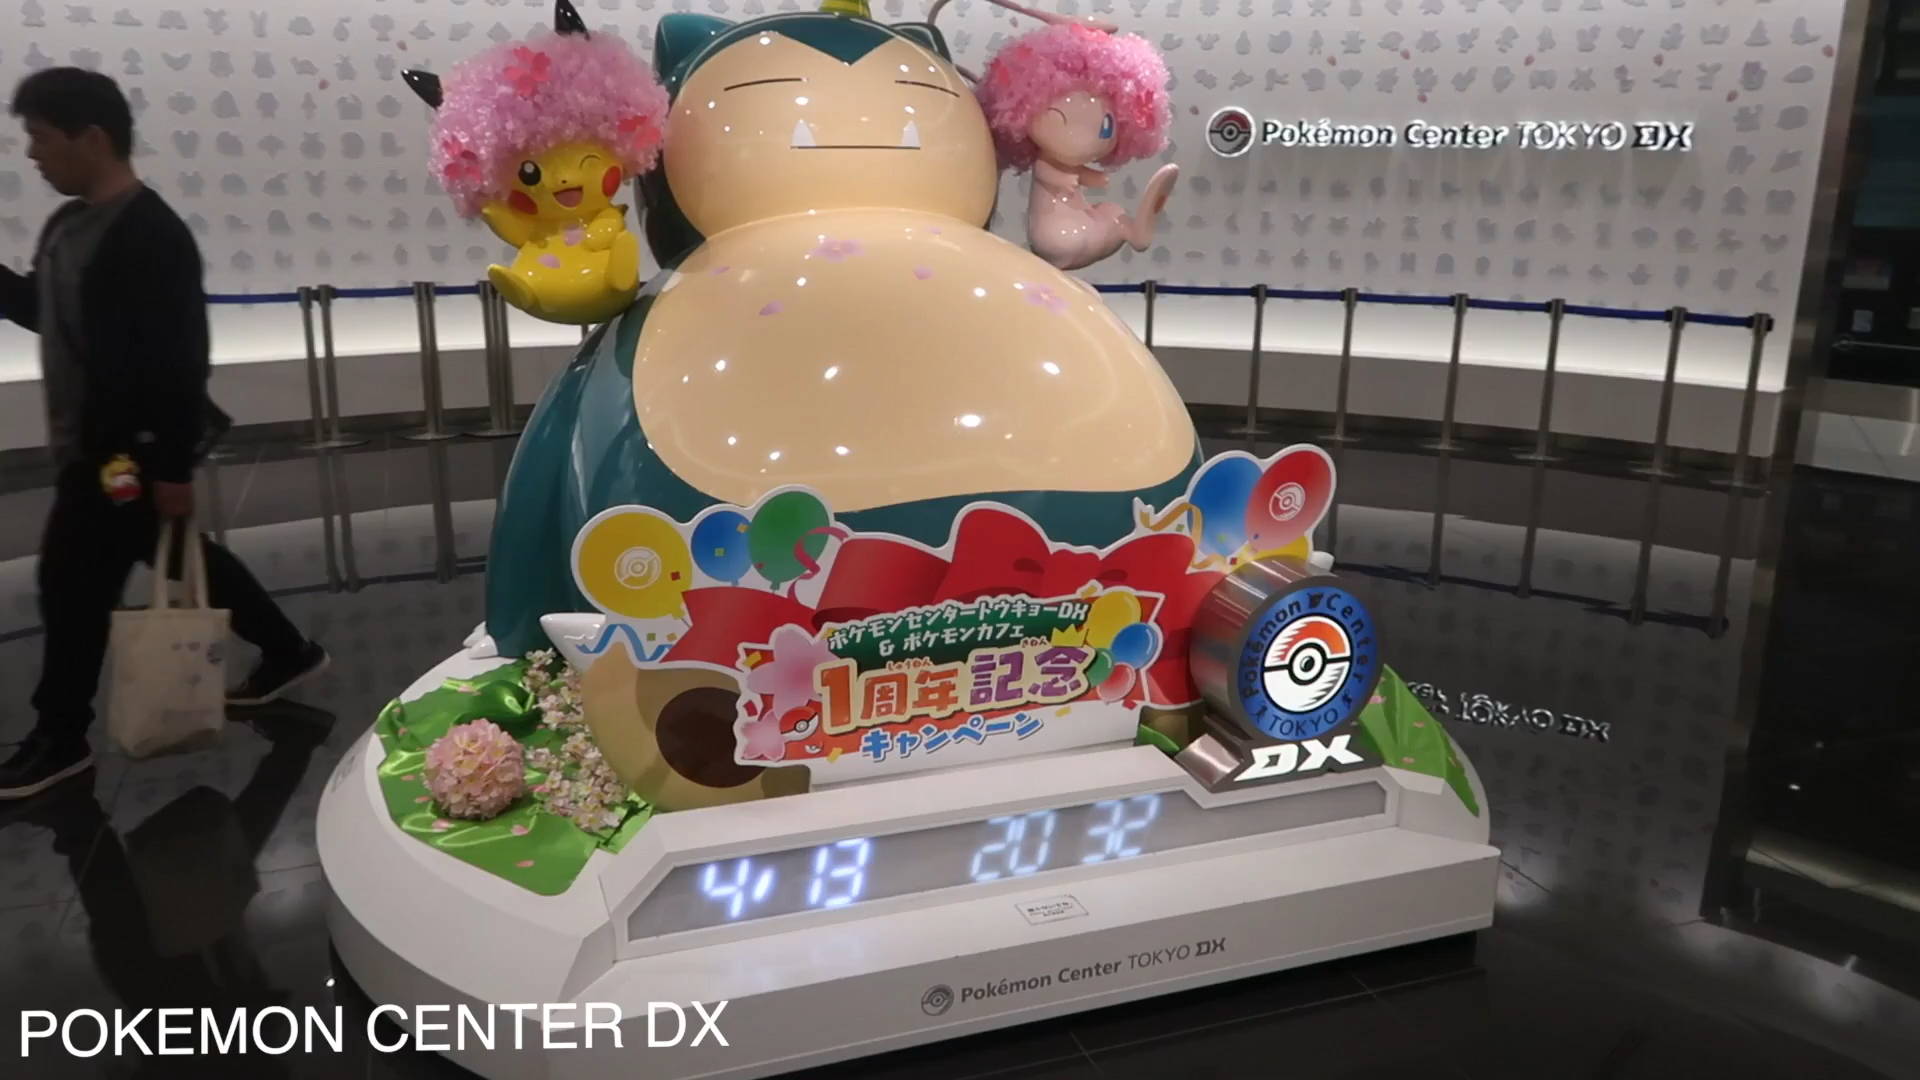 Pokémon Center TOKYO DX
ポケモンセンタートウキョーDX
& ポケモンカフェ
しゅうねん きねん
1周年記念
キャンペーン
Pokémon Center
TOKYO
DX
4/13 20 32
Pokémon Center TOKYO DX
POKEMON CENTER DX